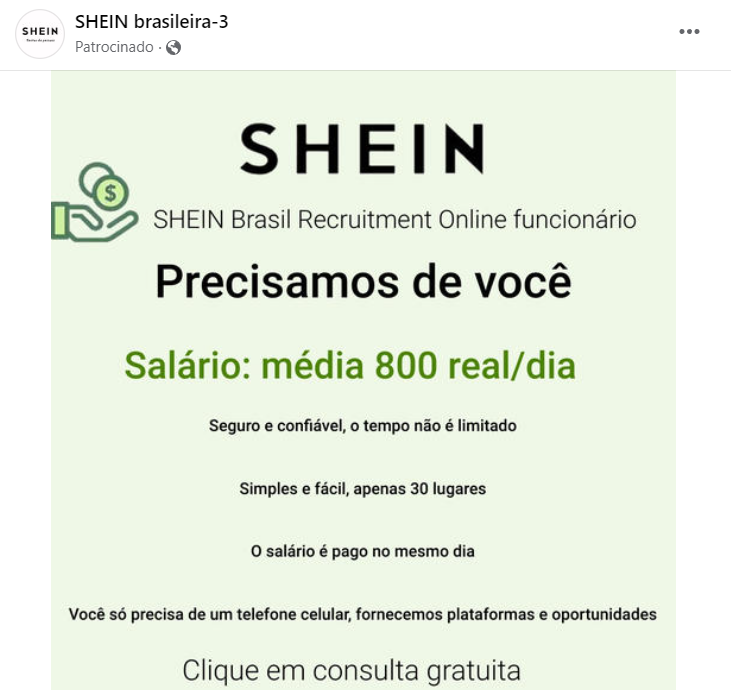 SHEIN
SHEIN brasileira-3
Patrocinado ·
SHEIN
$
SHEIN Brasil Recruitment Online funcionário
Precisamos de você
Salário: média 800 real/dia
Seguro e confiável, o tempo não é limitado
Simples e fácil, apenas 30 lugares
O salário é pago no mesmo dia
Você só precisa de um telefone celular, fornecemos plataformas e oportunidades
Clique em consulta gratuita